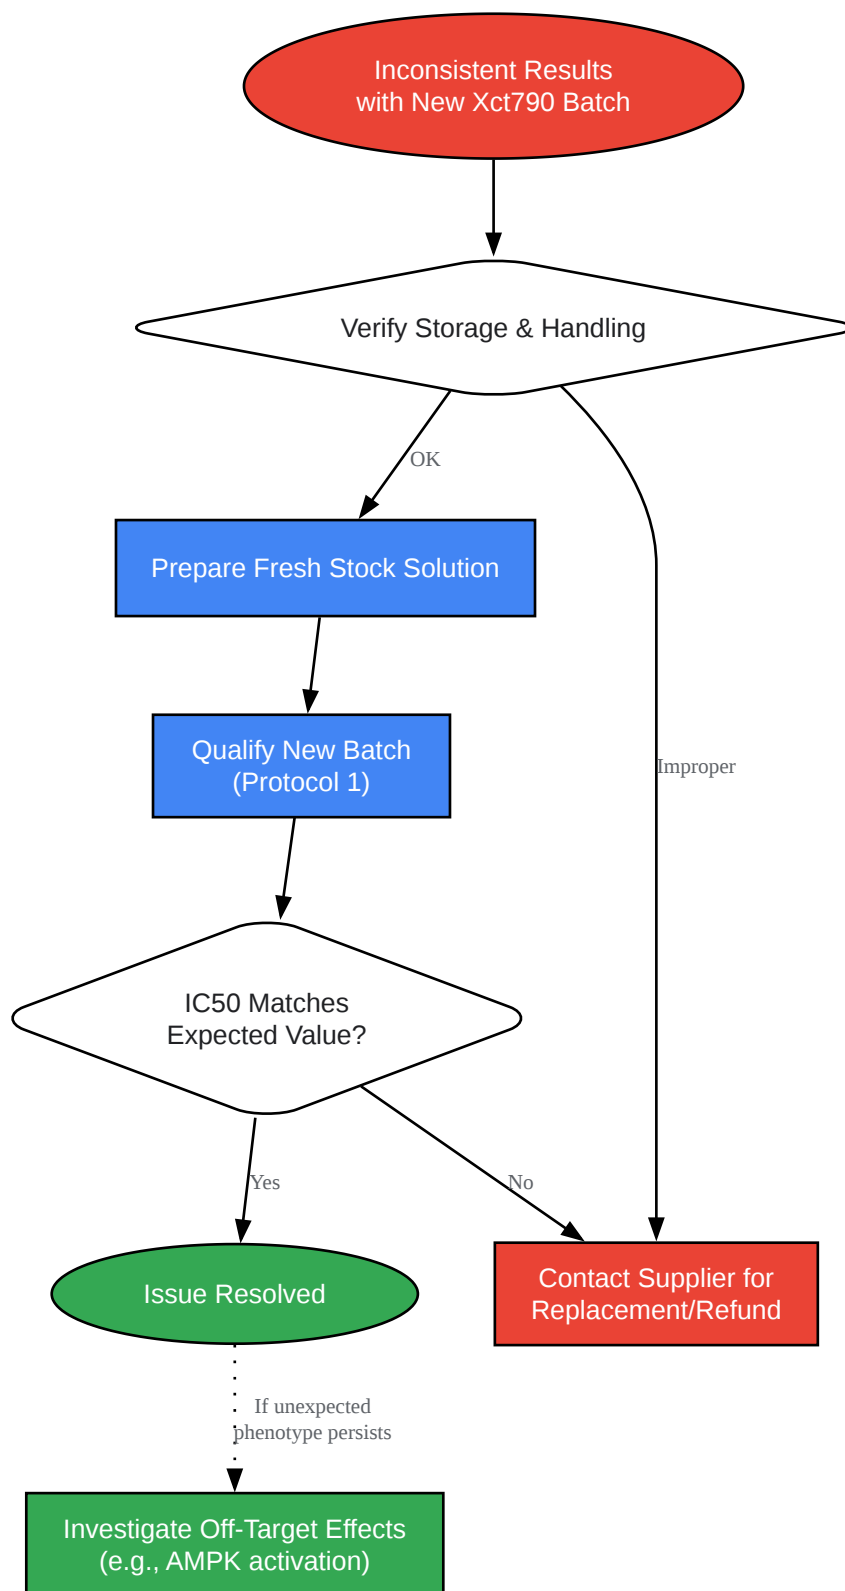 Inconsistent Results
with New Xct790 Batch
Verify Storage & Handling
OK
Prepare Fresh Stock Solution
Qualify New Batch
(Protocol 1)
Improper
IC50 Matches
Expected Value?
Yes
No
Issue Resolved
Contact Supplier for
Replacement/Refund
If unexpected
phenotype persists
Investigate Off-Target Effects
(e.g., AMPK activation)